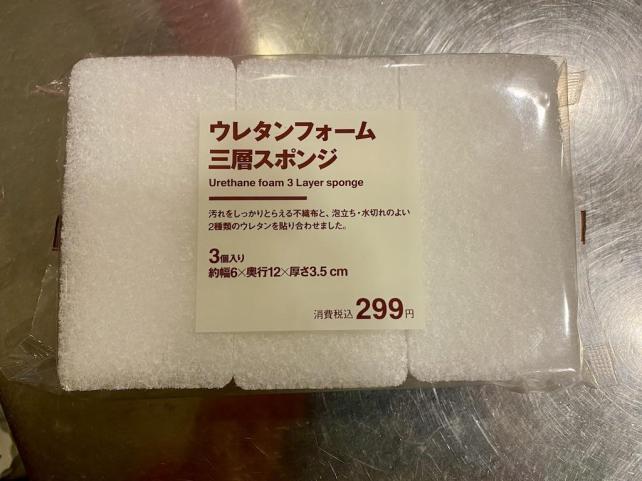 ウレタンフォーム
三層スポンジ
Urethane foam 3 Layer sponge
汚れをしっかりとらえる不織布と、泡立ち・水切れのよい
2種類のウレタンを貼り合わせました。
3個入り
約幅6×奥行12×厚さ3.5 cm
消費税込 299円